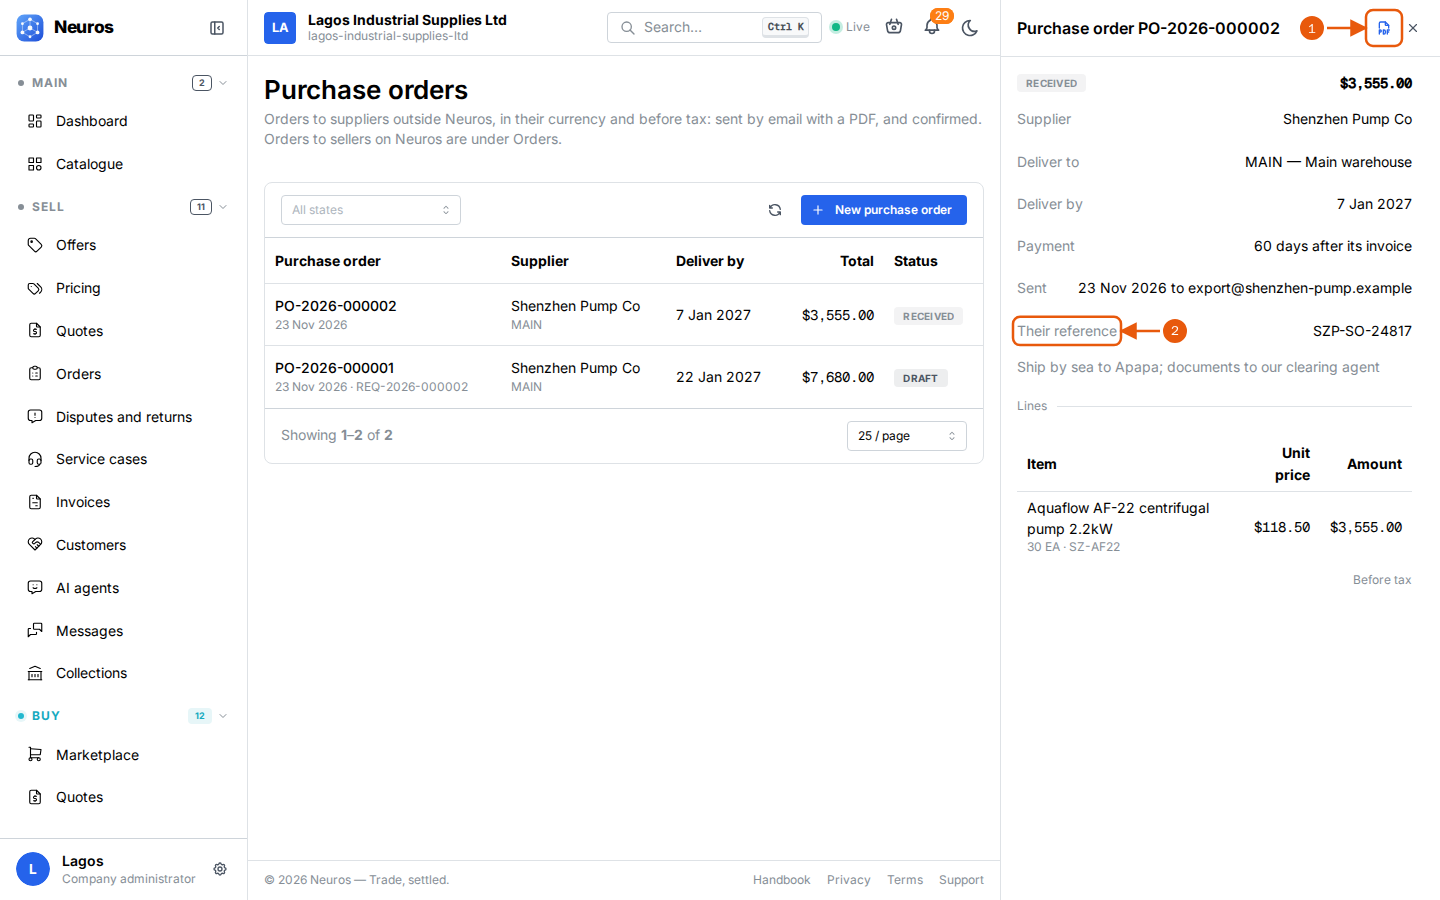 Neuros
LA
Lagos Industrial Supplies Ltd
lagos-industrial-supplies-ltd
Search...
Ctrl K
Live
29
Purchase order PO-2026-000002
1
PDF
MAIN
2
Dashboard
Catalogue
SELL
11
Offers
Pricing
Quotes
Orders
Disputes and returns
Service cases
Invoices
Customers
AI agents
Messages
Collections
BUY
12
Marketplace
Quotes
L
Lagos
Company administrator
Purchase orders
Orders to suppliers outside Neuros, in their currency and before tax: sent by email with a PDF, and confirmed.
Orders to sellers on Neuros are under Orders.
All states
New purchase order
Purchase order Supplier Deliver by Total Status
PO-2026-000002 Shenzhen Pump Co 7 Jan 2027 $3,555.00 RECEIVED
23 Nov 2026 MAIN
PO-2026-000001 Shenzhen Pump Co 22 Jan 2027 $7,680.00 DRAFT
23 Nov 2026 · REQ-2026-000002 MAIN
Showing 1–2 of 2
25 / page
© 2026 Neuros — Trade, settled.
Handbook Privacy Terms Support
RECEIVED $3,555.00
Supplier Shenzhen Pump Co
Deliver to MAIN — Main warehouse
Deliver by 7 Jan 2027
Payment 60 days after its invoice
Sent 23 Nov 2026 to export@shenzhen-pump.example
Their reference 2 SZP-SO-24817
Ship by sea to Apapa; documents to our clearing agent
Lines
Item Unit price Amount
Aquaflow AF-22 centrifugal
pump 2.2kW $118.50 $3,555.00
30 EA · SZ-AF22
Before tax